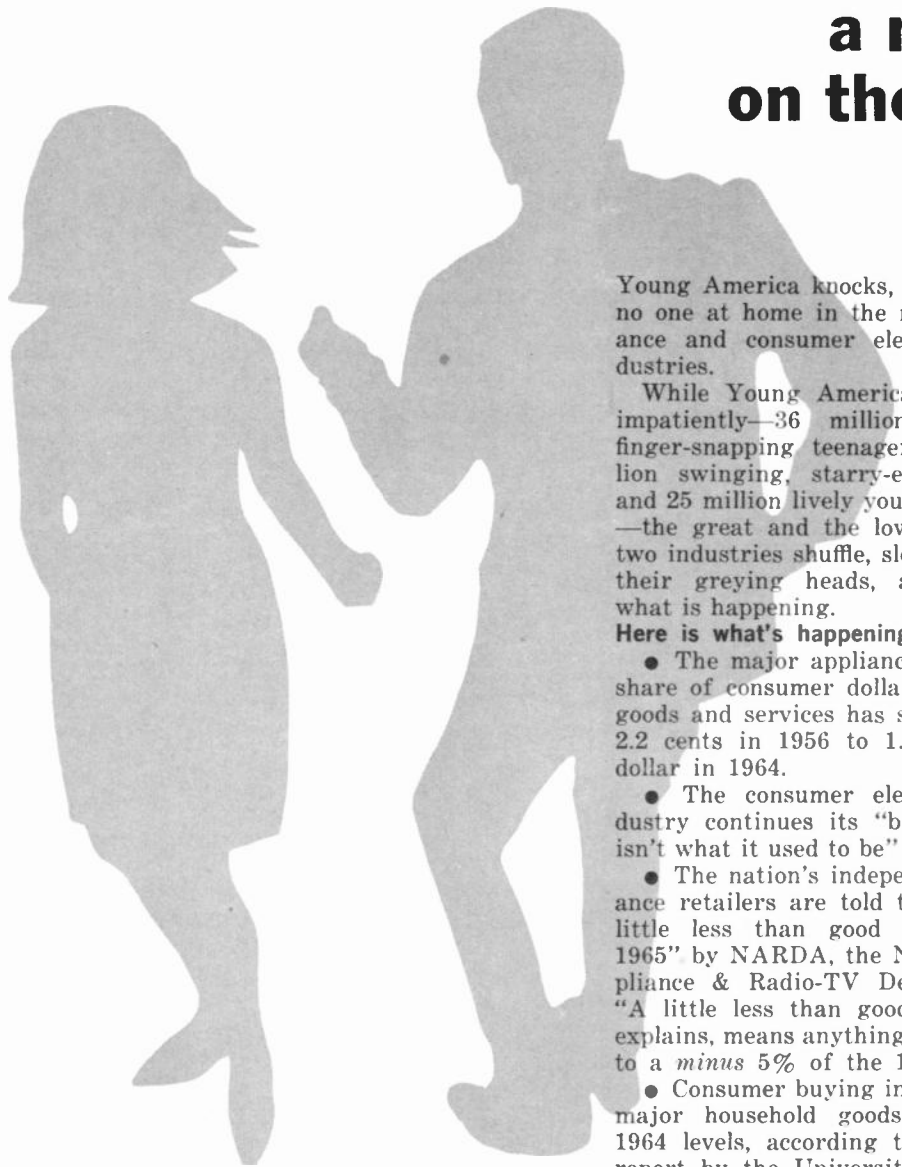 a
on the
Young America knocks,
no one at home in the
ance and consumer ele
dustries.
While Young America
impatiently—36 million
finger-snapping teenage
lion swinging, starry-e
and 25 million lively you
—the great and the lov
two industries shuffle, sl
their greying heads, a
what is happening.
Here is what's happening
● The major applianc
share of consumer dolla
goods and services has s
2.2 cents in 1956 to 1.
dollar in 1964.
● The consumer ele
dustry continues its "b
isn't what it used to be"
● The nation's indepe
ance retailers are told t
little less than good
1965" by NARDA, the N
pliance & Radio-TV De
"A little less than good
explains, means anything
to a minus 5% of the 1
● Consumer buying in
major household goods
1964 levels, according t
report by the Universit